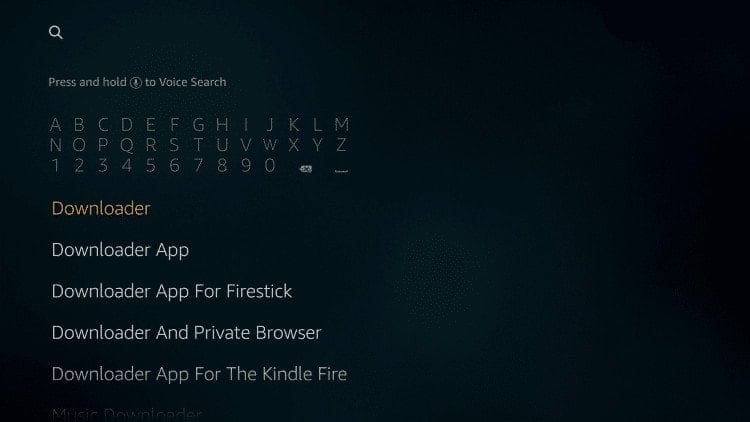 Press and hold to Voice Search
A B C D E F G H I J K L M
N O P Q R S T U V W X Y Z
1 2 3 4 5 6 7 8 9 0
Downloader
Downloader App
Downloader App For Firestick
Downloader And Private Browser
Downloader App For The Kindle Fire
Music Downloader